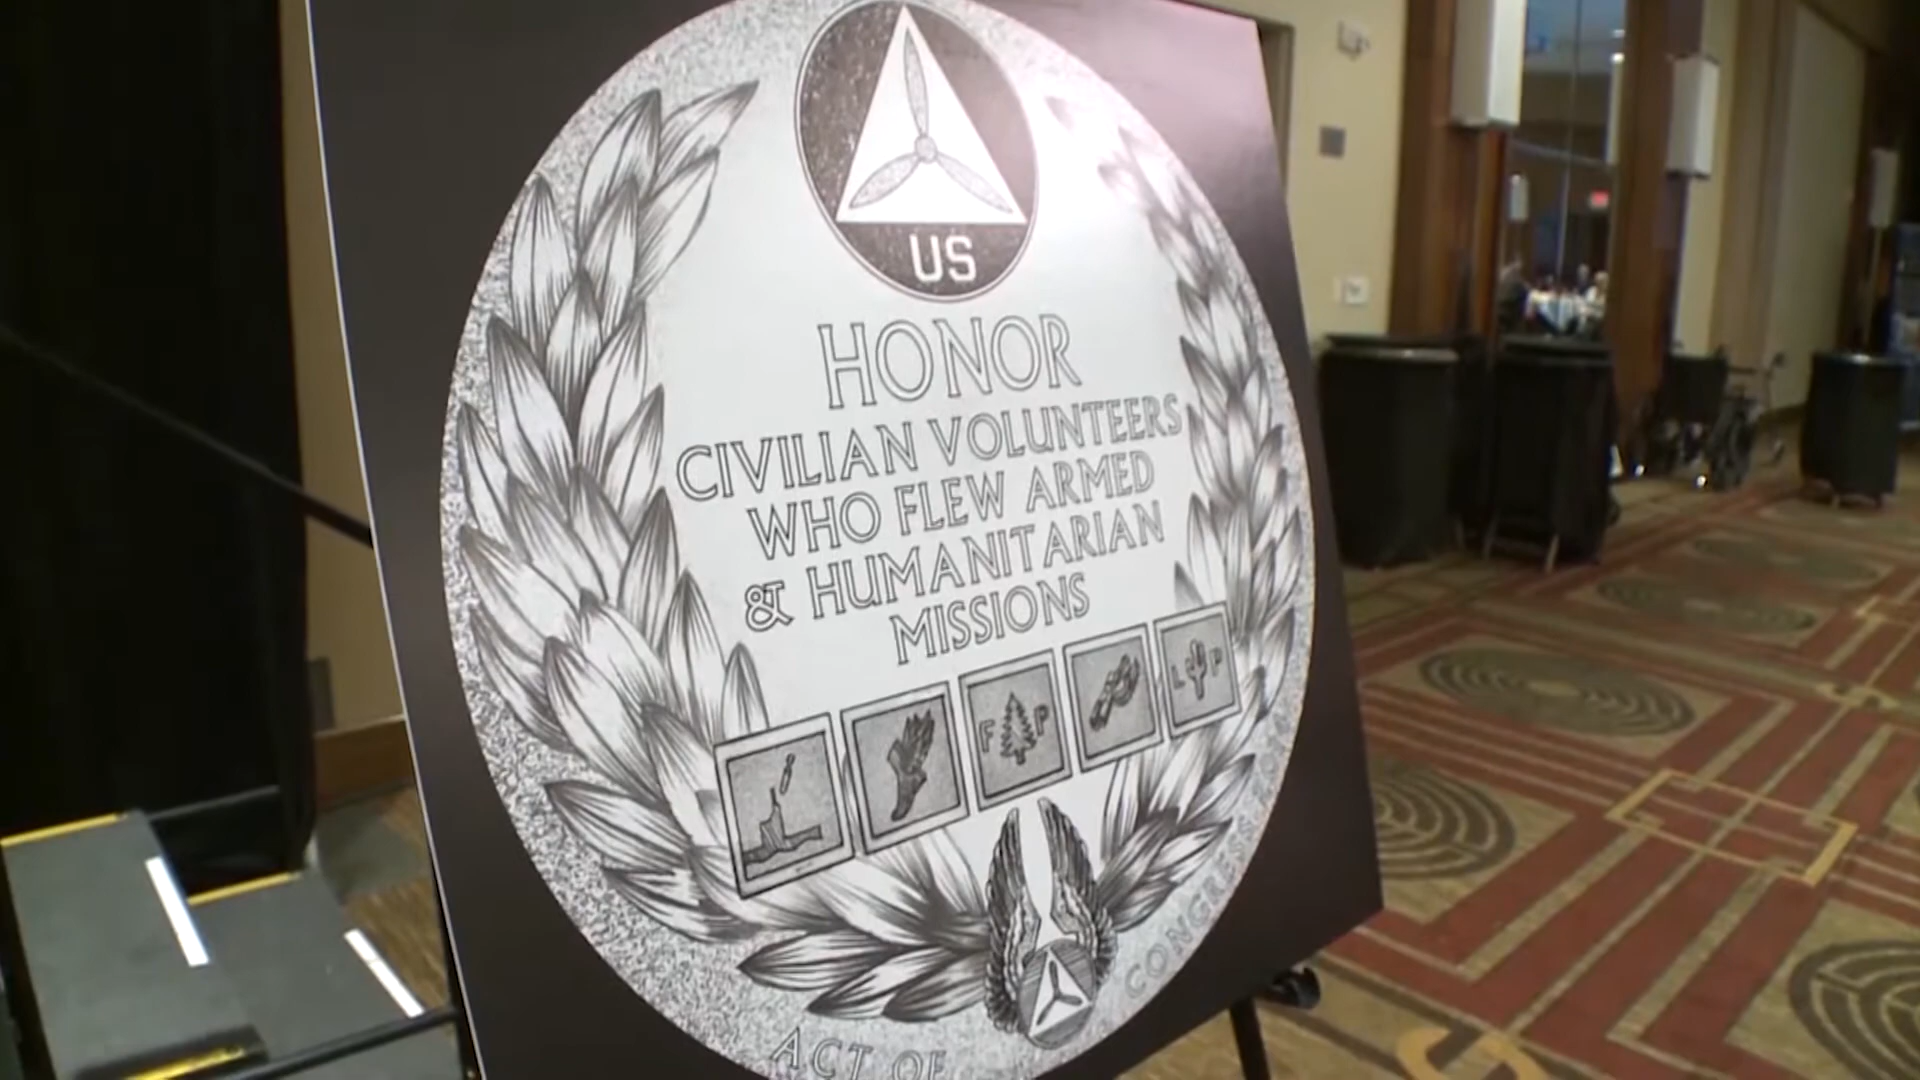 US
HONOR
CIVILIAN VOLUNTEERS
WHO FLEW ARMED
& HUMANITARIAN
MISSIONS
F P
L P
ACT OF
CONGRESS